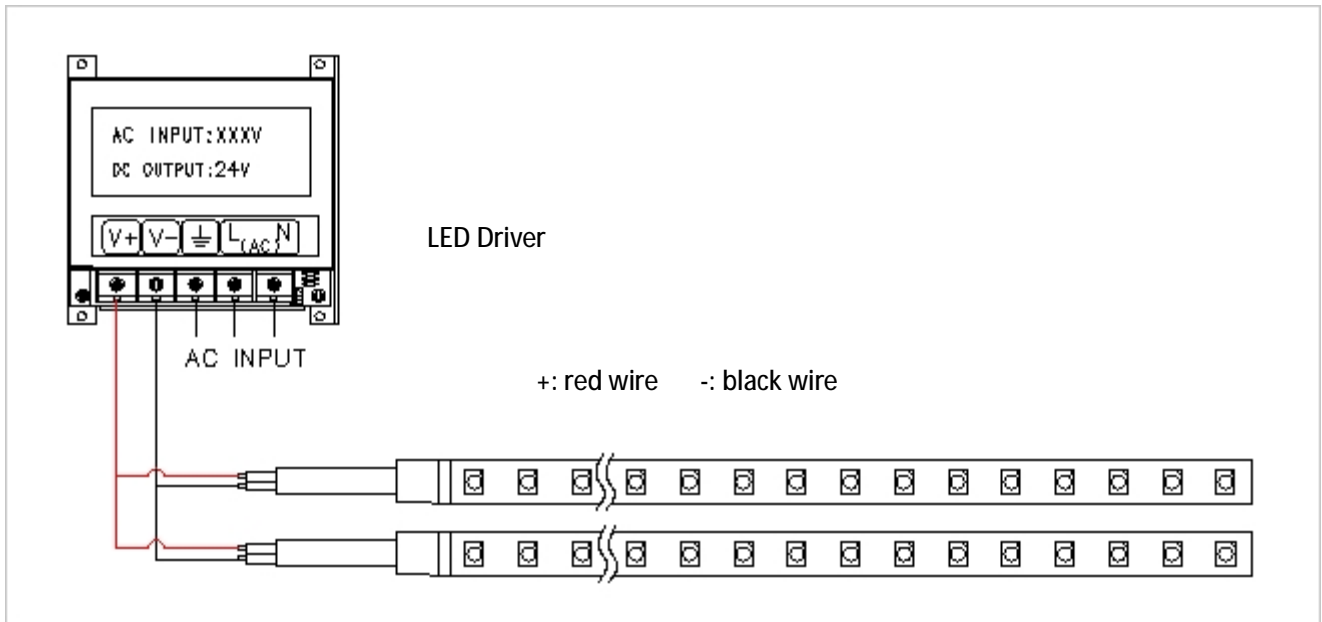 AC INPUT:XXXV
DC OUTPUT:24V
V+ V- L(AC)N
LED Driver
AC INPUT
+: red wire -: black wire